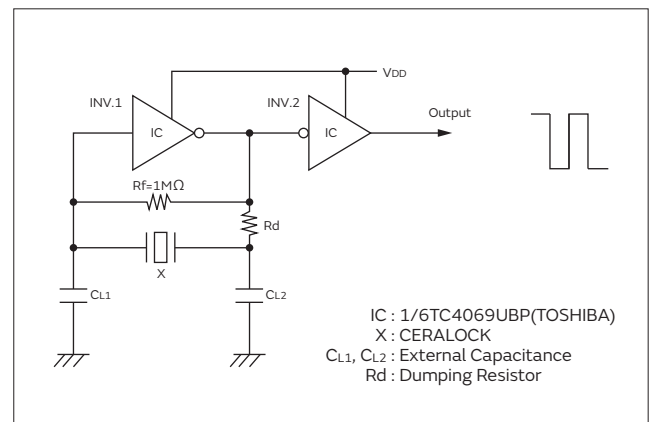 VDD
INV.1
INV.2
Output
IC
IC
Rf=1MΩ
Rd
X
CL1
CL2
IC : 1/6TC4069UBP(TOSHIBA)
X : CERALOCK
CL1, CL2 : External Capacitance
Rd : Dumping Resistor